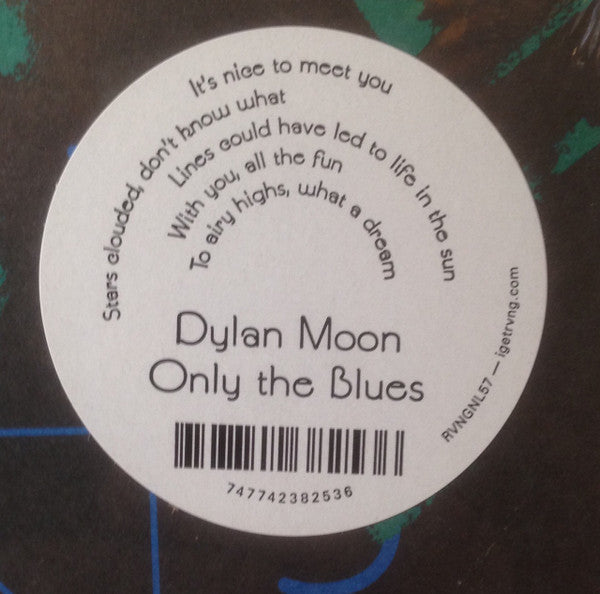 It's nice to meet you
Stars clouded, don't know what
Lines could have led to life in the sun
With you, all the fun
To airy highs, what a dream
Dylan Moon
Only the Blues
747742382536
RVNGNL57 — igetrvng.com